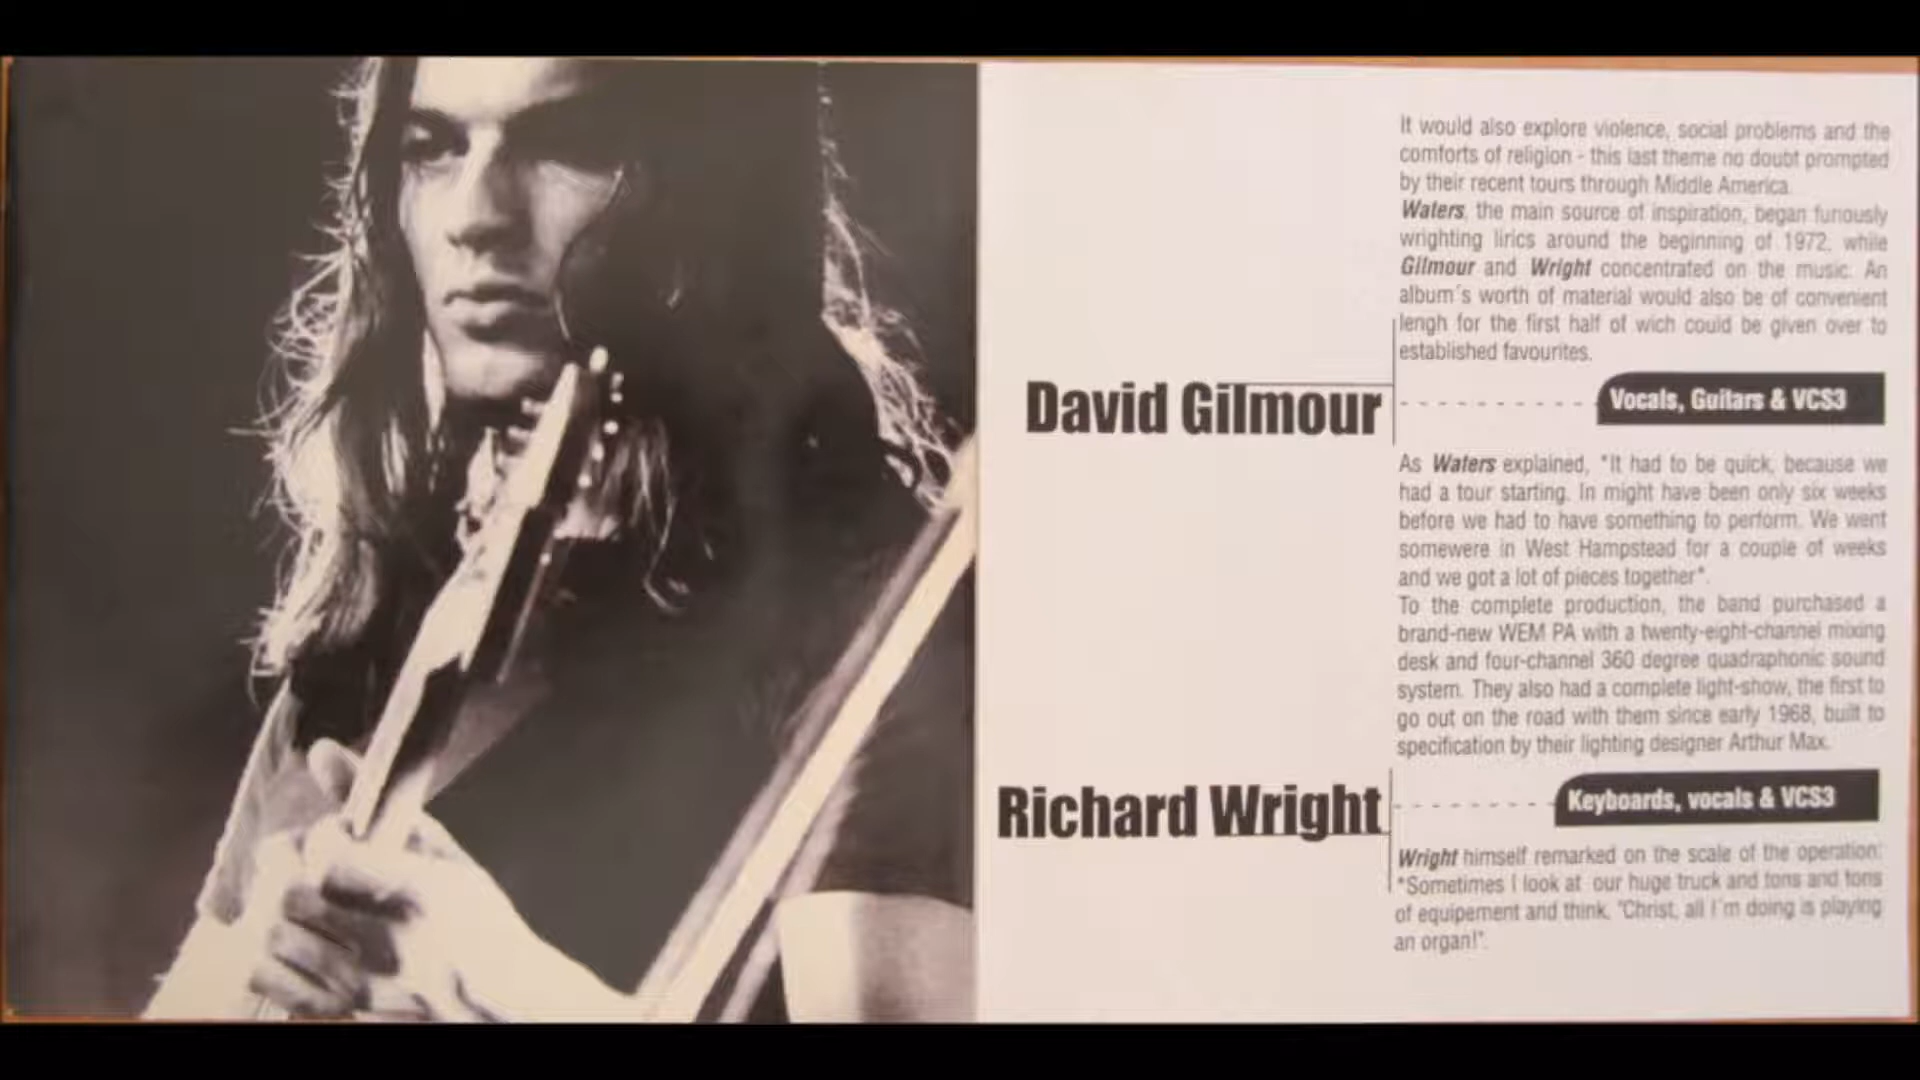 It would also explore violence, social problems and the
comforts of religion - this last theme no doubt prompted
by their recent tours through Middle America.
Waters, the main source of inspiration, began furiously
wrighting lirics around the beginning of 1972, while
Gilmour and Wright concentrated on the music. An
album´s worth of material would also be of convenient
lengh for the first half of wich could be given over to
established favourites.
David Gilmour
Vocals, Guitars & VCS3
As Waters explained, "It had to be quick, because we
had a tour starting. In might have been only six weeks
before we had to have something to perform. We went
somewere in West Hampstead for a couple of weeks
and we got a lot of pieces together".
To the complete production, the band purchased a
brand-new WEM PA with a twenty-eight-channel mixing
desk and four-channel 360 degree quadraphonic sound
system. They also had a complete light-show, the first to
go out on the road with them since early 1968, built to
specification by their lighting designer Arthur Max.
Richard Wright
Keyboards, vocals & VCS3
Wright himself remarked on the scale of the operation:
"Sometimes I look at our huge truck and tons and tons
of equipement and think, "Christ, all I´m doing is playing
an organ!".